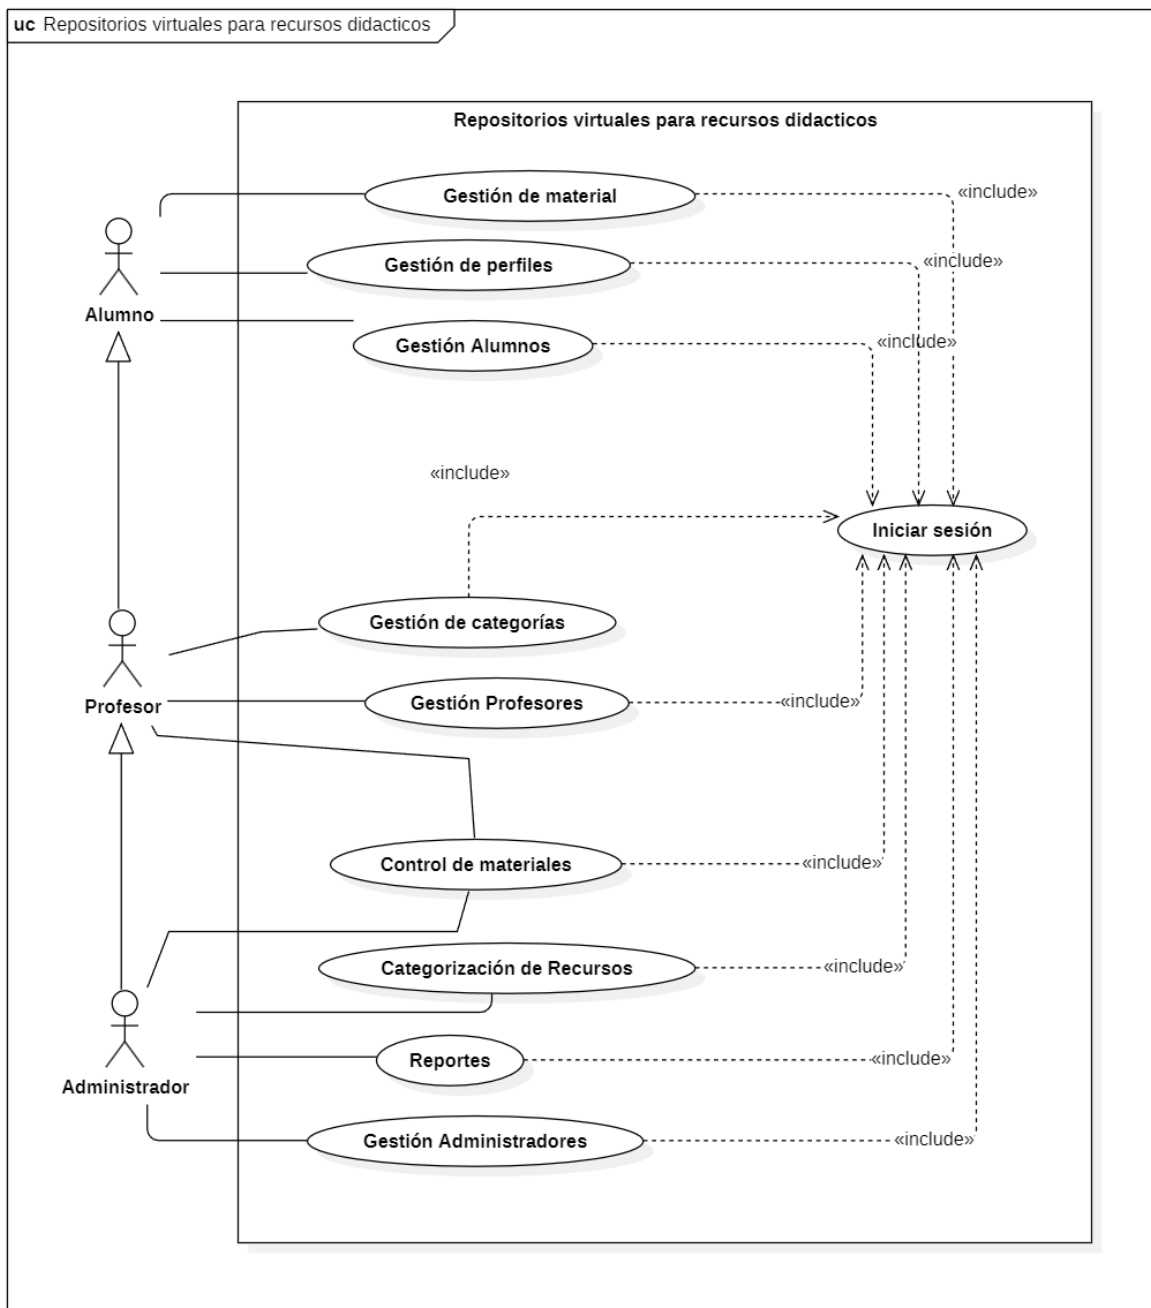 uc Repositorios virtuales para recursos didacticos
Repositorios virtuales para recursos didacticos
Gestión de material
«include»
Gestión de perfiles
«include»
Alumno
Gestión Alumnos
«include»
«include»
Iniciar sesión
Gestión de categorías
Profesor
Gestión Profesores
«include»
Control de materiales
«include»
Categorización de Recursos
«include»
Reportes
«include»
Administrador
Gestión Administradores
«include»